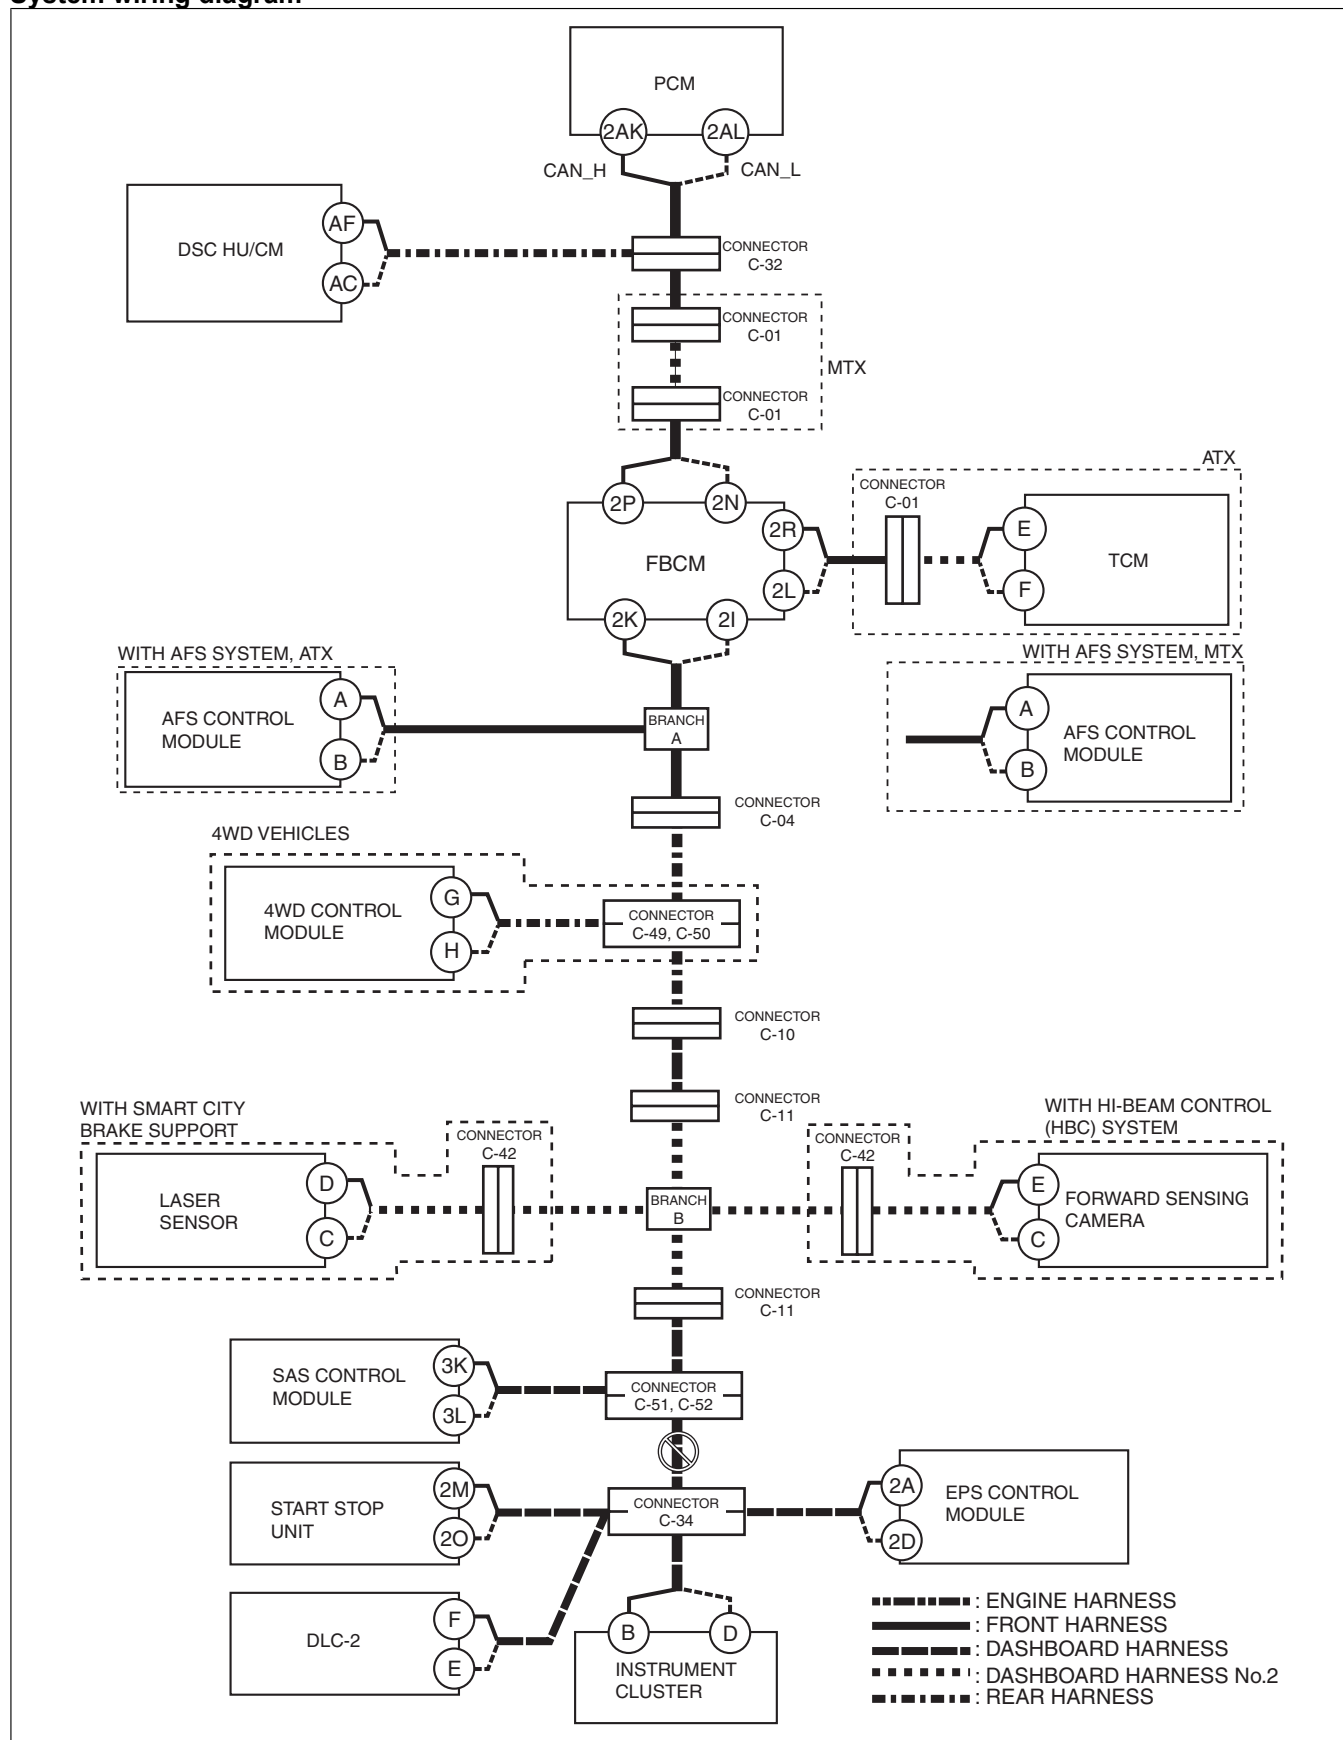 System wiring diagram
PCM
2AK
2AL
CAN_H
CAN_L
DSC HU/CM
AF
AC
CONNECTOR
C-32
CONNECTOR
C-01
MTX
CONNECTOR
C-01
ATX
2P
2N
FBCM
2R
2L
2K
2I
CONNECTOR
C-01
E
F
TCM
WITH AFS SYSTEM, ATX
AFS CONTROL
MODULE
A
B
BRANCH
A
WITH AFS SYSTEM, MTX
A
B
AFS CONTROL
MODULE
CONNECTOR
C-04
4WD VEHICLES
4WD CONTROL
MODULE
G
H
CONNECTOR
C-49, C-50
CONNECTOR
C-10
CONNECTOR
C-11
WITH SMART CITY
BRAKE SUPPORT
LASER
SENSOR
D
C
CONNECTOR
C-42
BRANCH
B
WITH HI-BEAM CONTROL
(HBC) SYSTEM
CONNECTOR
C-42
E
C
FORWARD SENSING
CAMERA
CONNECTOR
C-11
SAS CONTROL
MODULE
3K
3L
CONNECTOR
C-51, C-52
START STOP
UNIT
2M
2O
CONNECTOR
C-34
2A
2D
EPS CONTROL
MODULE
DLC-2
F
E
B
D
INSTRUMENT
CLUSTER
: ENGINE HARNESS
: FRONT HARNESS
: DASHBOARD HARNESS
: DASHBOARD HARNESS No.2
: REAR HARNESS